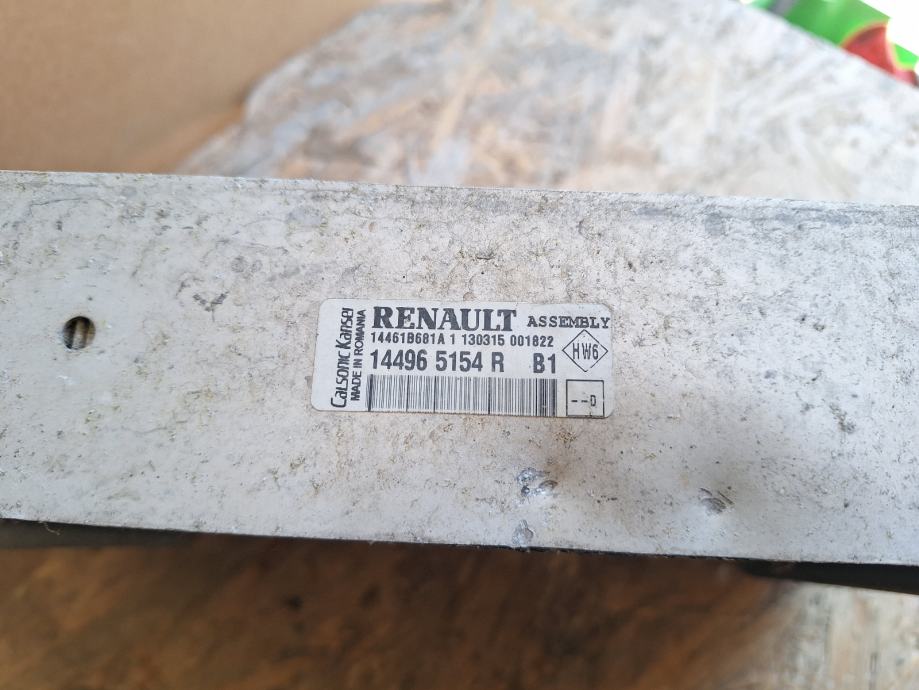 Calsonic Kansei
MADE IN ROMANIA
RENAULT ASSEMBLY
14461B681A 1 130315 001822
14496 5154 R B1
HW6
--D